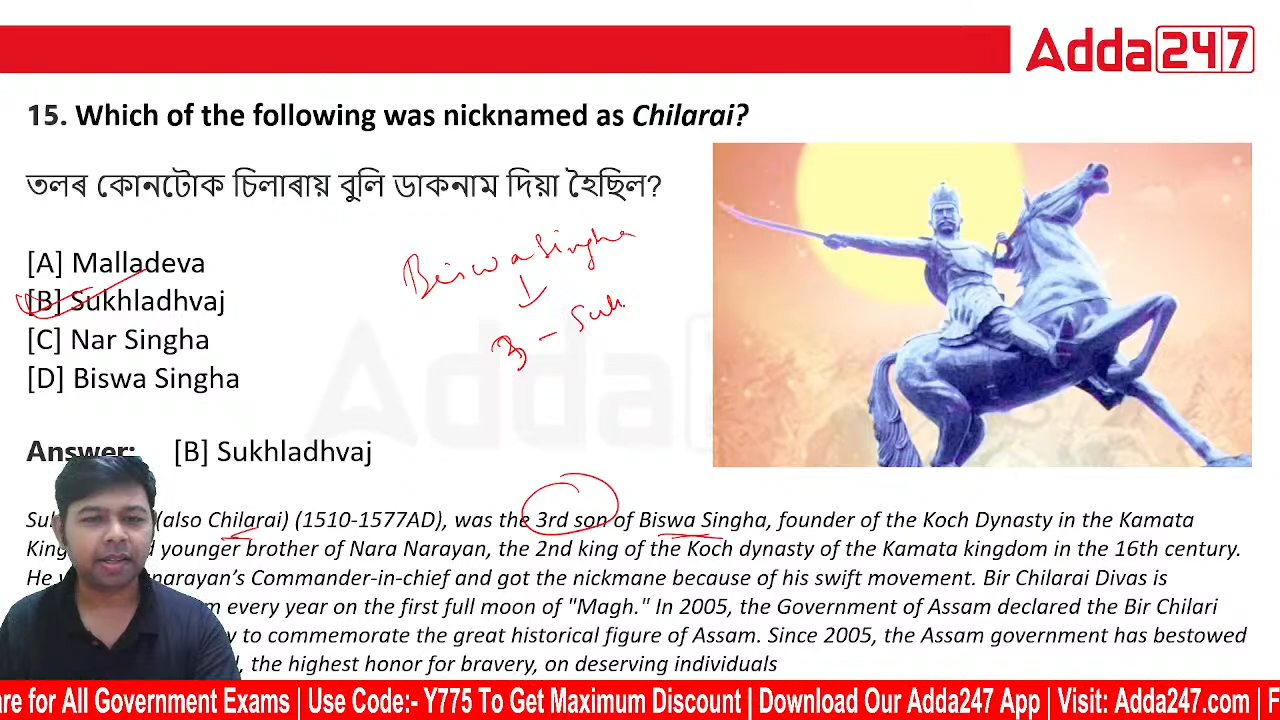 Adda247
15. Which of the following was nicknamed as Chilarai?
তলৰ কোনটোক চিলাৰায় বুলি ডাকনাম দিয়া হৈছিল?
[A] Malladeva
[B] Sukhladhvaj
[C] Nar Singha
[D] Biswa Singha
Biswa Singha
3 - Suk
Answer: [B] Sukhladhvaj
(also Chilarai) (1510-1577AD), was the 3rd son of Biswa Singha, founder of the Koch Dynasty in the Kamata
King younger brother of Nara Narayan, the 2nd king of the Koch dynasty of the Kamata kingdom in the 16th century.
He narayan’s Commander-in-chief and got the nickmane because of his swift movement. Bir Chilarai Divas is
every year on the first full moon of "Magh." In 2005, the Government of Assam declared the Bir Chilari
to commemorate the great historical figure of Assam. Since 2005, the Assam government has bestowed
, the highest honor for bravery, on deserving individuals
are for All Government Exams | Use Code:- Y775 To Get Maximum Discount | Download Our Adda247 App | Visit: Adda247.com | F